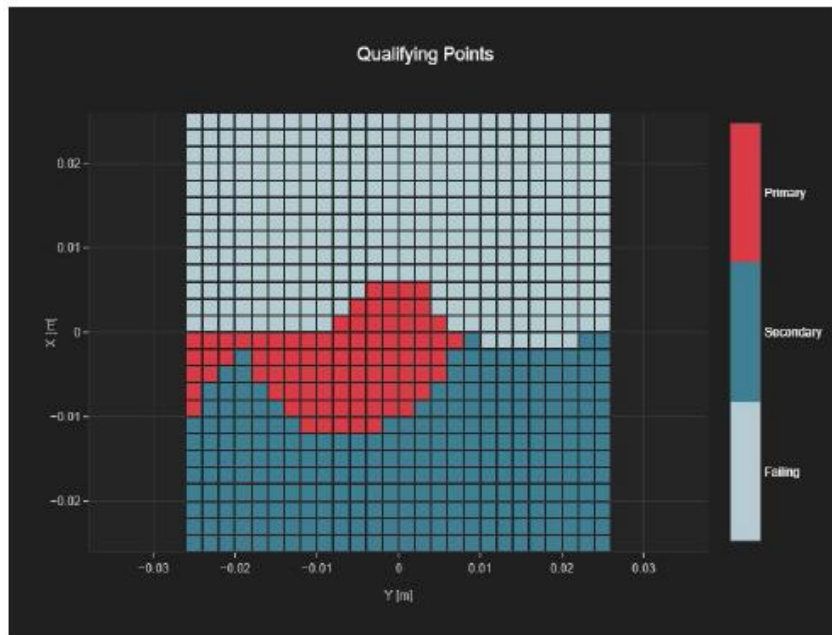 Qualifying Points
0.02
0.01
0
−0.01
−0.02
X [m]
−0.03
−0.02
−0.01
0
0.01
0.02
0.03
Y [m]
Primary
Secondary
Failing